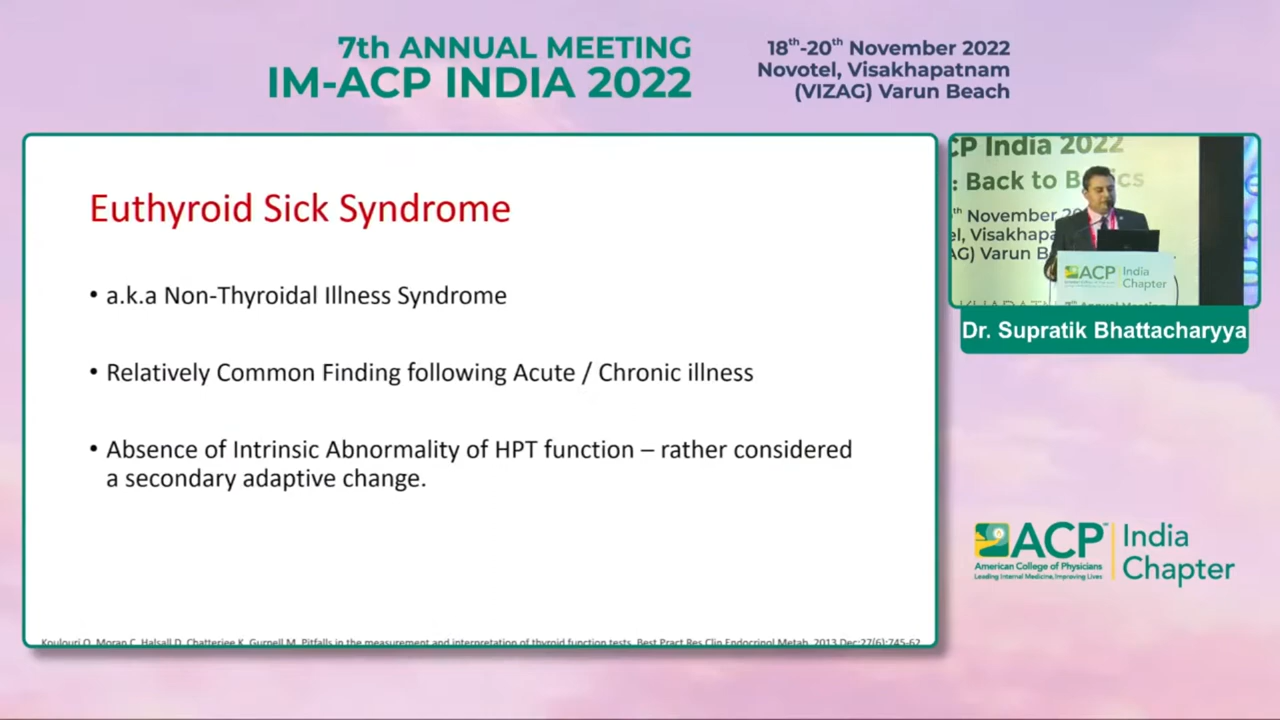 7th ANNUAL MEETING
IM-ACP INDIA 2022
18th-20th November 2022
Novotel, Visakhapatnam
(VIZAG) Varun Beach
Euthyroid Sick Syndrome
• a.k.a Non-Thyroidal Illness Syndrome
• Relatively Common Finding following Acute / Chronic illness
• Absence of Intrinsic Abnormality of HPT function – rather considered
a secondary adaptive change.
Koulouri O, Moran C, Halsall D, Chatterjee K, Gurnell M. Pitfalls in the measurement and interpretation of thyroid function tests. Best Pract Res Clin Endocrinol Metab. 2013 Dec;27(6):745-62
CP India 2022
: Back to B cs
th November 20
el, Visakhapa
AG) Varun B
ACP India
Chapter
7th Annual Meeting
Dr. Supratik Bhattacharyya
ACP India
American College of Physicians Chapter
Leading Internal Medicine, Improving Lives